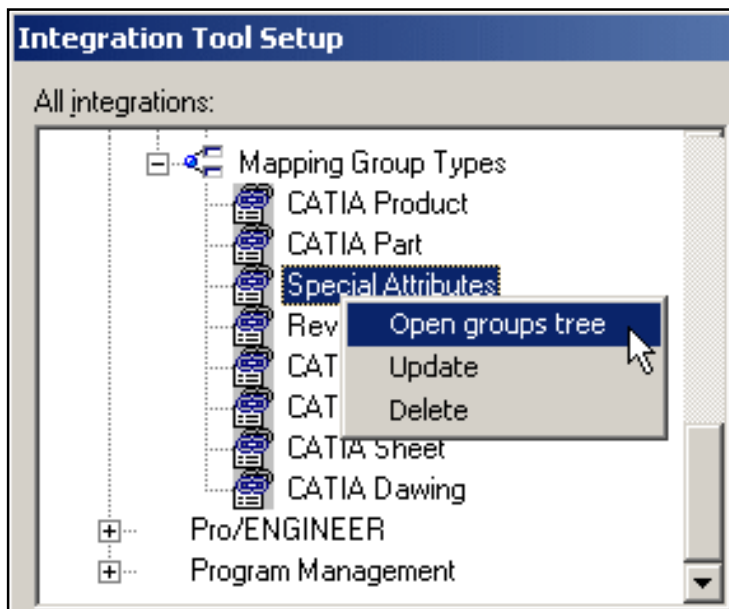 Integration Tool Setup
All integrations:
Mapping Group Types
CATIA Product
CATIA Part
Special Attributes
Rev
Open groups tree
CAT
Update
CAT
Delete
CATIA Sheet
CATIA Dawing
Pro/ENGINEER
Program Management